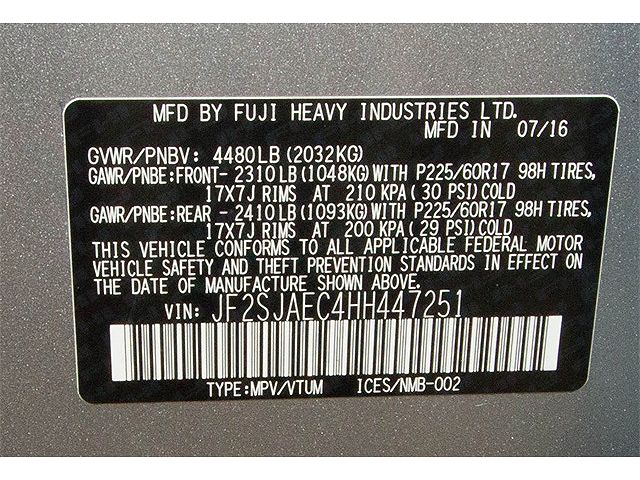 MFD BY FUJI HEAVY INDUSTRIES LTD.
MFD IN 07/16
GVWR/PNBV: 4480LB(2032KG)
GAWR/PNBE:FRONT- 2310LB(1048KG)WITH P225/60R17 98H TIRES,
17X7J RIMS AT 210 KPA(30 PSI)COLD
GAWR/PNBE:REAR - 2410LB(1093KG)WITH P225/60R17 98H TIRES,
17X7J RIMS AT 200 KPA(29 PSI)COLD
THIS VEHICLE CONFORMS TO ALL APPLICABLE FEDERAL MOTOR
VEHICLE SAFETY AND THEFT PREVENTION STANDARDS IN EFFECT ON
THE DATE OF MANUFACTURE SHOWN ABOVE.
VIN: JF2SJAEC4HH447251
TYPE:MPV/VTUM ICES/NMB-002